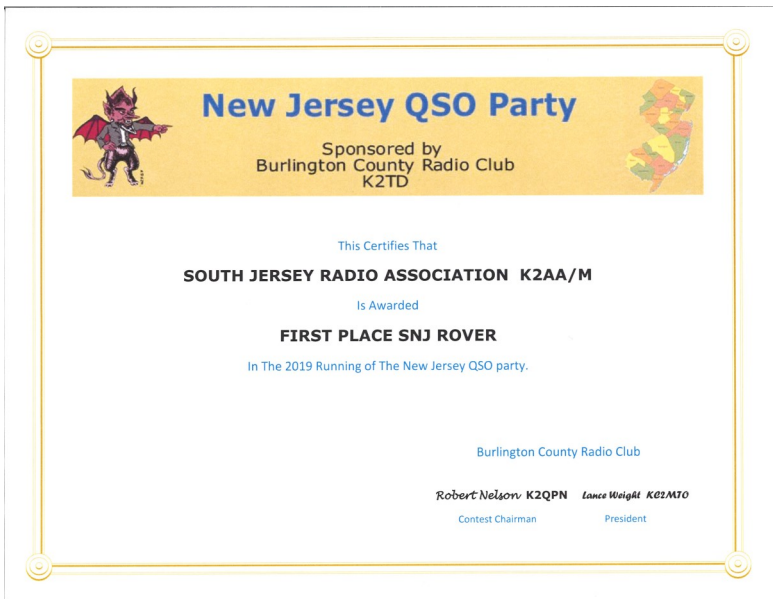 New Jersey QSO Party
Sponsored by
Burlington County Radio Club
K2TD
This Certifies That
SOUTH JERSEY RADIO ASSOCIATION K2AA/M
Is Awarded
FIRST PLACE SNJ ROVER
In The 2019 Running of The New Jersey QSO party.
Burlington County Radio Club
Robert Nelson K2QPN Lance Weight KC2MTO
Contest Chairman President